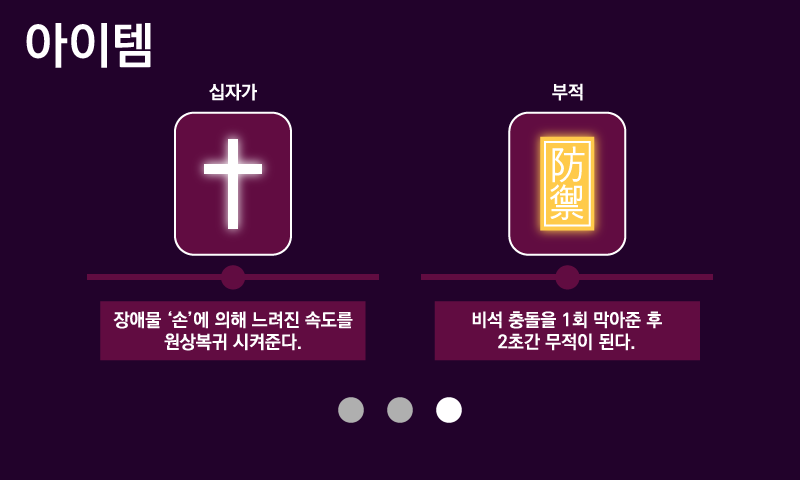 아이템
십자가
부적
防
禦
장애물 ‘손’에 의해 느려진 속도를
원상복귀 시켜준다.
비석 충돌을 1회 막아준 후
2초간 무적이 된다.